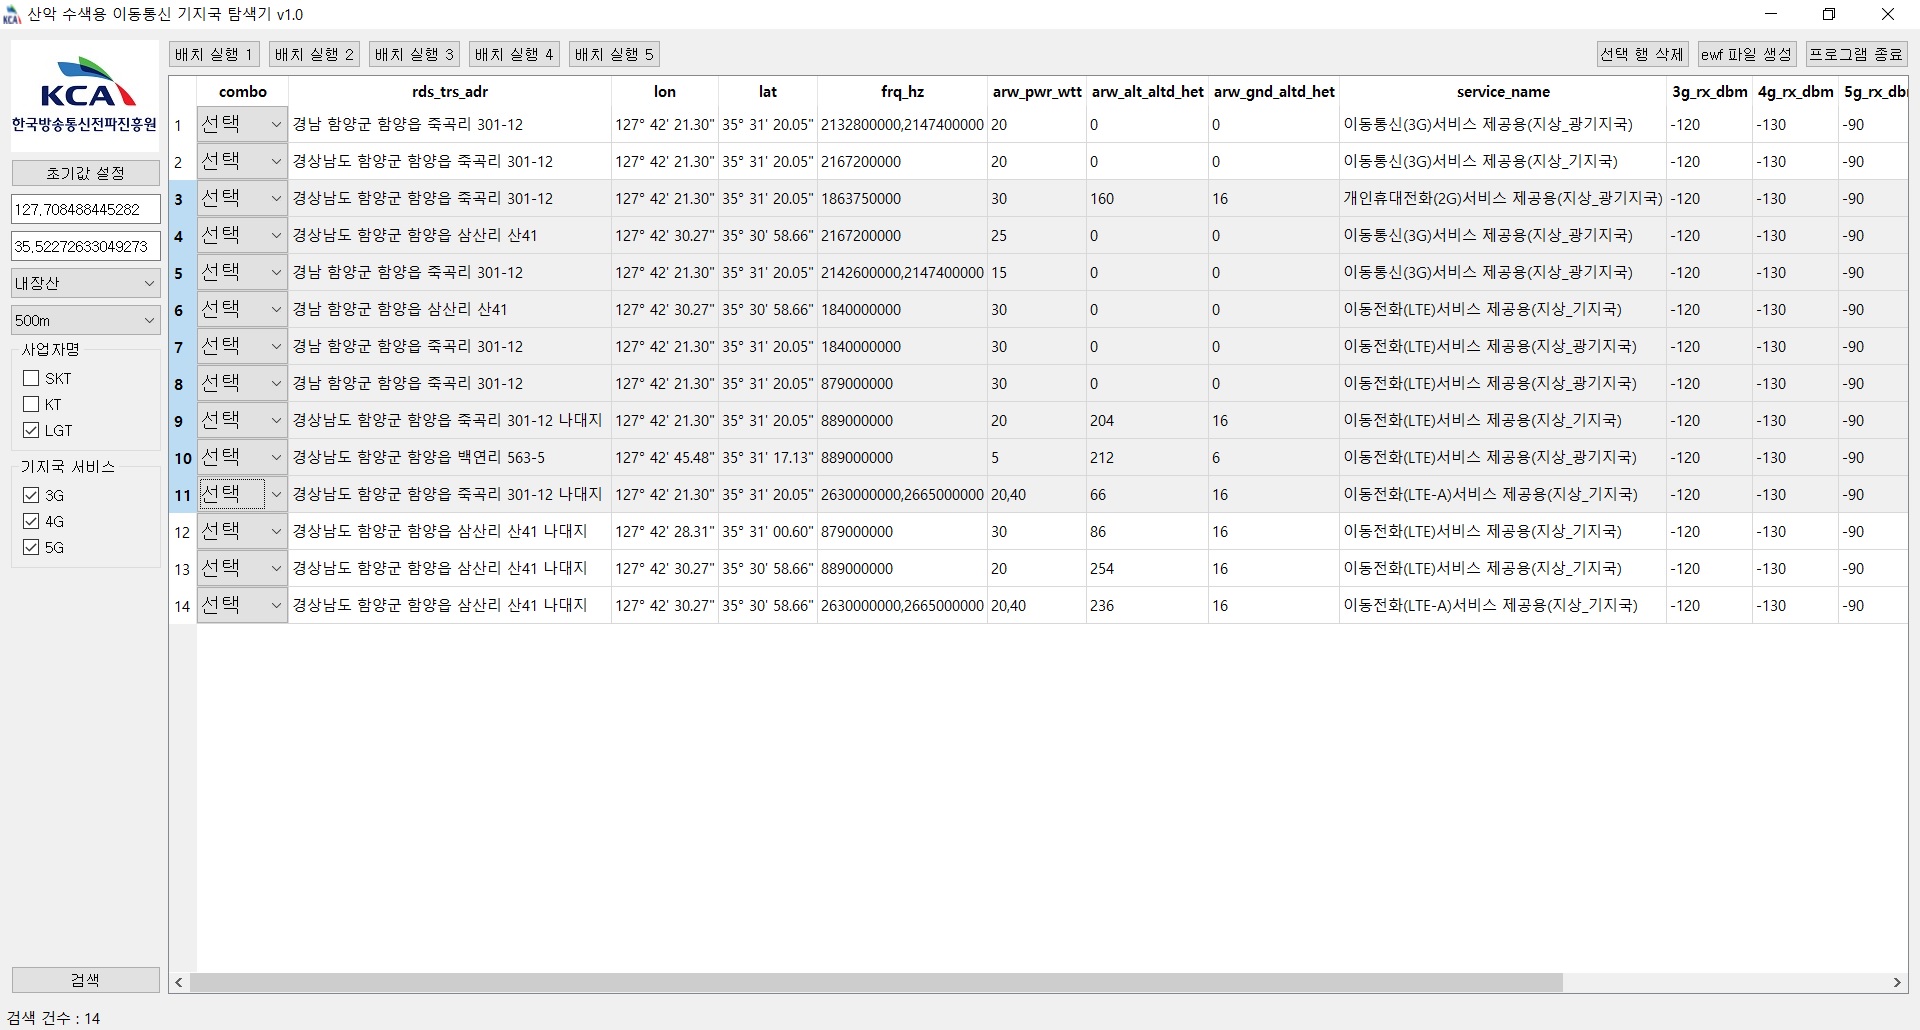 산악 수색용 이동통신 기지국 탐색기 v1.0
KCA
한국방송통신전파진흥원
배치 실행 1 배치 실행 2 배치 실행 3 배치 실행 4 배치 실행 5 선택 행 삭제 ewf 파일 생성 프로그램 종료
초기값 설정
127.708488445282
35.52272633049273
내장산
500m
사업자명
SKT
KT
LGT
기지국 서비스
3G
4G
5G
검색
combo rds_trs_adr lon lat frq_hz arw_pwr_wtt arw_alt_altd_het arw_gnd_altd_het service_name 3g_rx_dbm 4g_rx_dbm 5g_rx_db
1 선택 경남 함양군 함양읍 죽곡리 301-12 127° 42' 21.30" 35° 31' 20.05" 2132800000,2147400000 20 0 0 이동통신(3G)서비스 제공용(지상_광기지국) -120 -130 -90
2 선택 경상남도 함양군 함양읍 죽곡리 301-12 127° 42' 21.30" 35° 31' 20.05" 2167200000 20 0 0 이동통신(3G)서비스 제공용(지상_기지국) -120 -130 -90
3 선택 경상남도 함양군 함양읍 죽곡리 301-12 127° 42' 21.30" 35° 31' 20.05" 1863750000 30 160 16 개인휴대전화(2G)서비스 제공용(지상_광기지국) -120 -130 -90
4 선택 경상남도 함양군 함양읍 삼산리 산41 127° 42' 30.27" 35° 30' 58.66" 2167200000 25 0 0 이동통신(3G)서비스 제공용(지상_광기지국) -120 -130 -90
5 선택 경남 함양군 함양읍 죽곡리 301-12 127° 42' 21.30" 35° 31' 20.05" 2142600000,2147400000 15 0 0 이동통신(3G)서비스 제공용(지상_광기지국) -120 -130 -90
6 선택 경남 함양군 함양읍 삼산리 산41 127° 42' 30.27" 35° 30' 58.66" 1840000000 30 0 0 이동전화(LTE)서비스 제공용(지상_기지국) -120 -130 -90
7 선택 경남 함양군 함양읍 죽곡리 301-12 127° 42' 21.30" 35° 31' 20.05" 1840000000 30 0 0 이동전화(LTE)서비스 제공용(지상_광기지국) -120 -130 -90
8 선택 경남 함양군 함양읍 죽곡리 301-12 127° 42' 21.30" 35° 31' 20.05" 879000000 30 0 0 이동전화(LTE)서비스 제공용(지상_광기지국) -120 -130 -90
9 선택 경상남도 함양군 함양읍 죽곡리 301-12 나대지 127° 42' 21.30" 35° 31' 20.05" 889000000 20 204 16 이동전화(LTE)서비스 제공용(지상_기지국) -120 -130 -90
10 선택 경상남도 함양군 함양읍 백연리 563-5 127° 42' 45.48" 35° 31' 17.13" 889000000 5 212 6 이동전화(LTE)서비스 제공용(지상_광기지국) -120 -130 -90
11 선택 경상남도 함양군 함양읍 죽곡리 301-12 나대지 127° 42' 21.30" 35° 31' 20.05" 2630000000,2665000000 20,40 66 16 이동전화(LTE-A)서비스 제공용(지상_기지국) -120 -130 -90
12 선택 경상남도 함양군 함양읍 삼산리 산41 나대지 127° 42' 28.31" 35° 31' 00.60" 879000000 30 86 16 이동전화(LTE)서비스 제공용(지상_기지국) -120 -130 -90
13 선택 경상남도 함양군 함양읍 삼산리 산41 나대지 127° 42' 30.27" 35° 30' 58.66" 889000000 20 254 16 이동전화(LTE)서비스 제공용(지상_기지국) -120 -130 -90
14 선택 경상남도 함양군 함양읍 삼산리 산41 나대지 127° 42' 30.27" 35° 30' 58.66" 2630000000,2665000000 20,40 236 16 이동전화(LTE-A)서비스 제공용(지상_기지국) -120 -130 -90
검색 건수 : 14